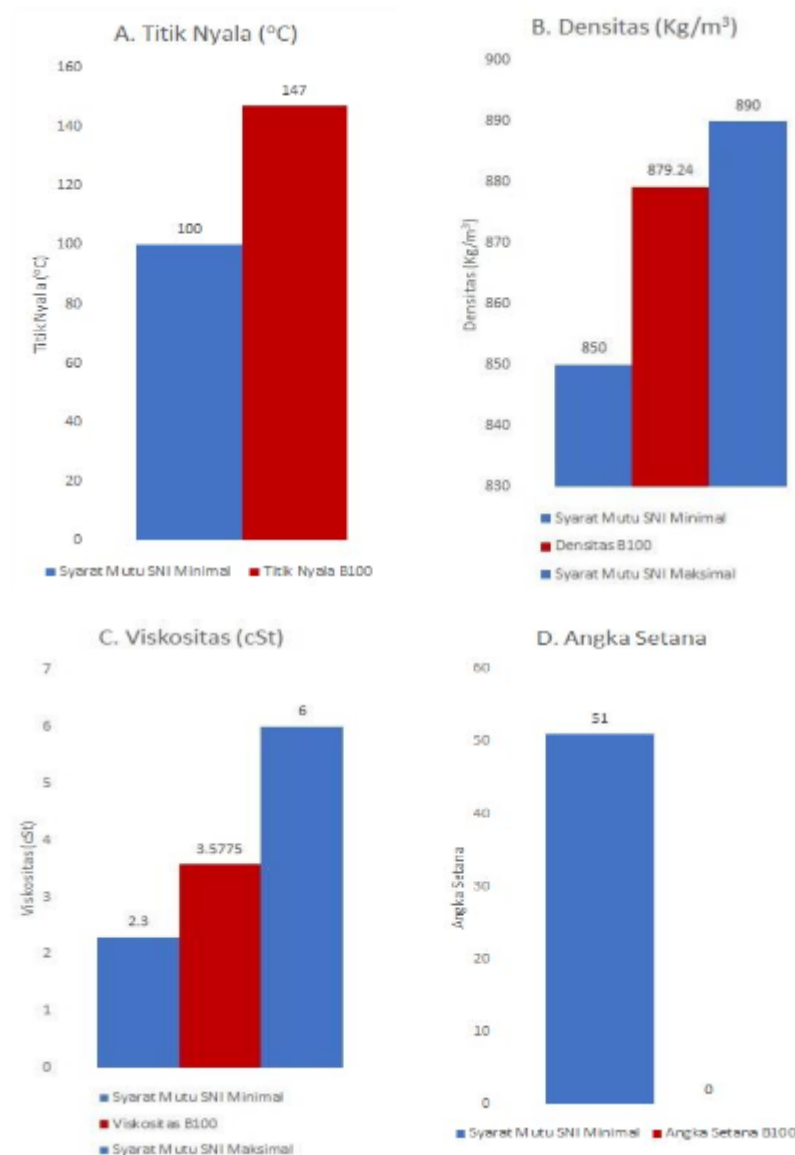 A. Titik Nyala (°C)
160
140
120
100
80
60
40
20
0
Titik Nyala (°C)
100
147
Syarat Mutu SNI Minimal
Titik Nyala B100
B. Densitas (Kg/m³)
900
890
880
870
860
850
840
830
Densitas (Kg/m³)
850
879.24
890
Syarat Mutu SNI Minimal
Densitas B100
Syarat Mutu SNI Maksimal
C. Viskositas (cSt)
7
6
5
4
3
2
1
0
Viskositas (cSt)
2.3
3.5775
6
Syarat Mutu SNI Minimal
Viskositas B100
Syarat Mutu SNI Maksimal
D. Angka Setana
60
50
40
30
20
10
0
Angka Setana
51
0
Syarat Mutu SNI Minimal
Angka Setana B100